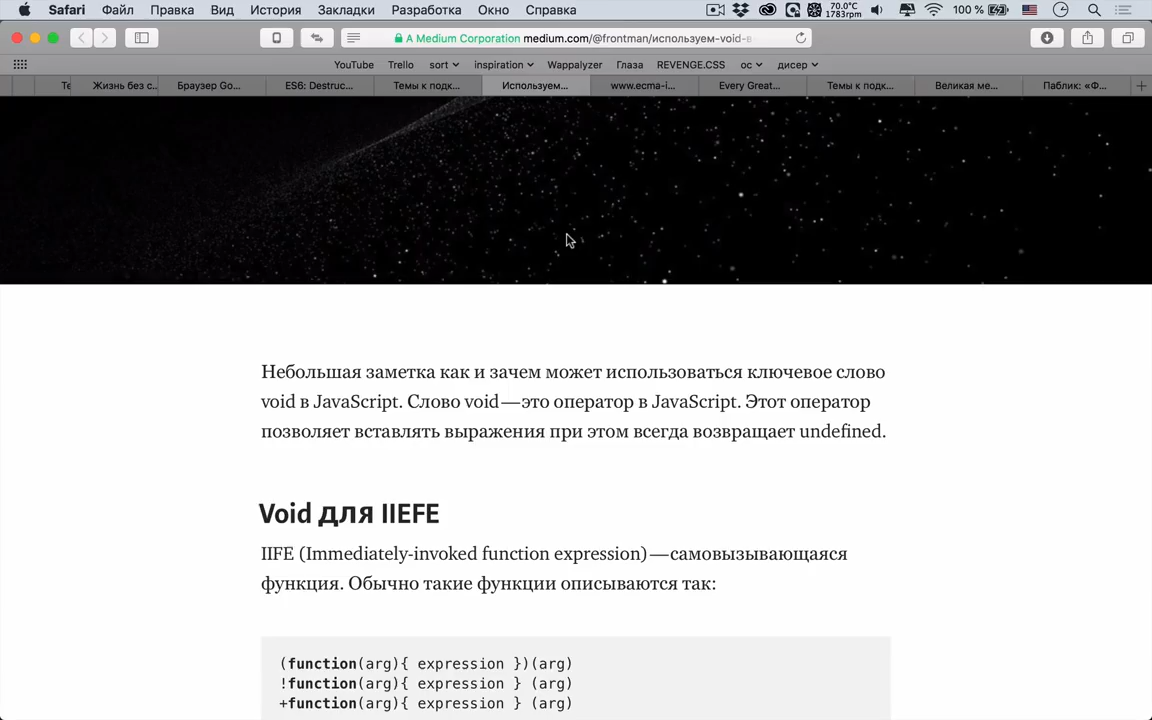 Safari Файл Правка Вид История Закладки Разработка Окно Справка 70.0°C 1783rpm 100 %
A Medium Corporation medium.com/@frontman/используем-void-в
YouTube Trello sort inspiration Wappalyzer Глаза REVENGE.CSS ос дисер
Те Жизнь без с... Браузер Go... ES6: Destruc... Темы к подк... Используем... www.ecma-i... Every Great... Темы к подк... Великая ме... Паблик: «Ф...
Небольшая заметка как и зачем может использоваться ключевое слово
void в JavaScript. Слово void — это оператор в JavaScript. Этот оператор
позволяет вставлять выражения при этом всегда возвращает undefined.
Void для IIEFE
IIFE (Immediately-invoked function expression) — самовызывающаяся
функция. Обычно такие функции описываются так:
(function(arg){ expression })(arg)
!function(arg){ expression } (arg)
+function(arg){ expression } (arg)